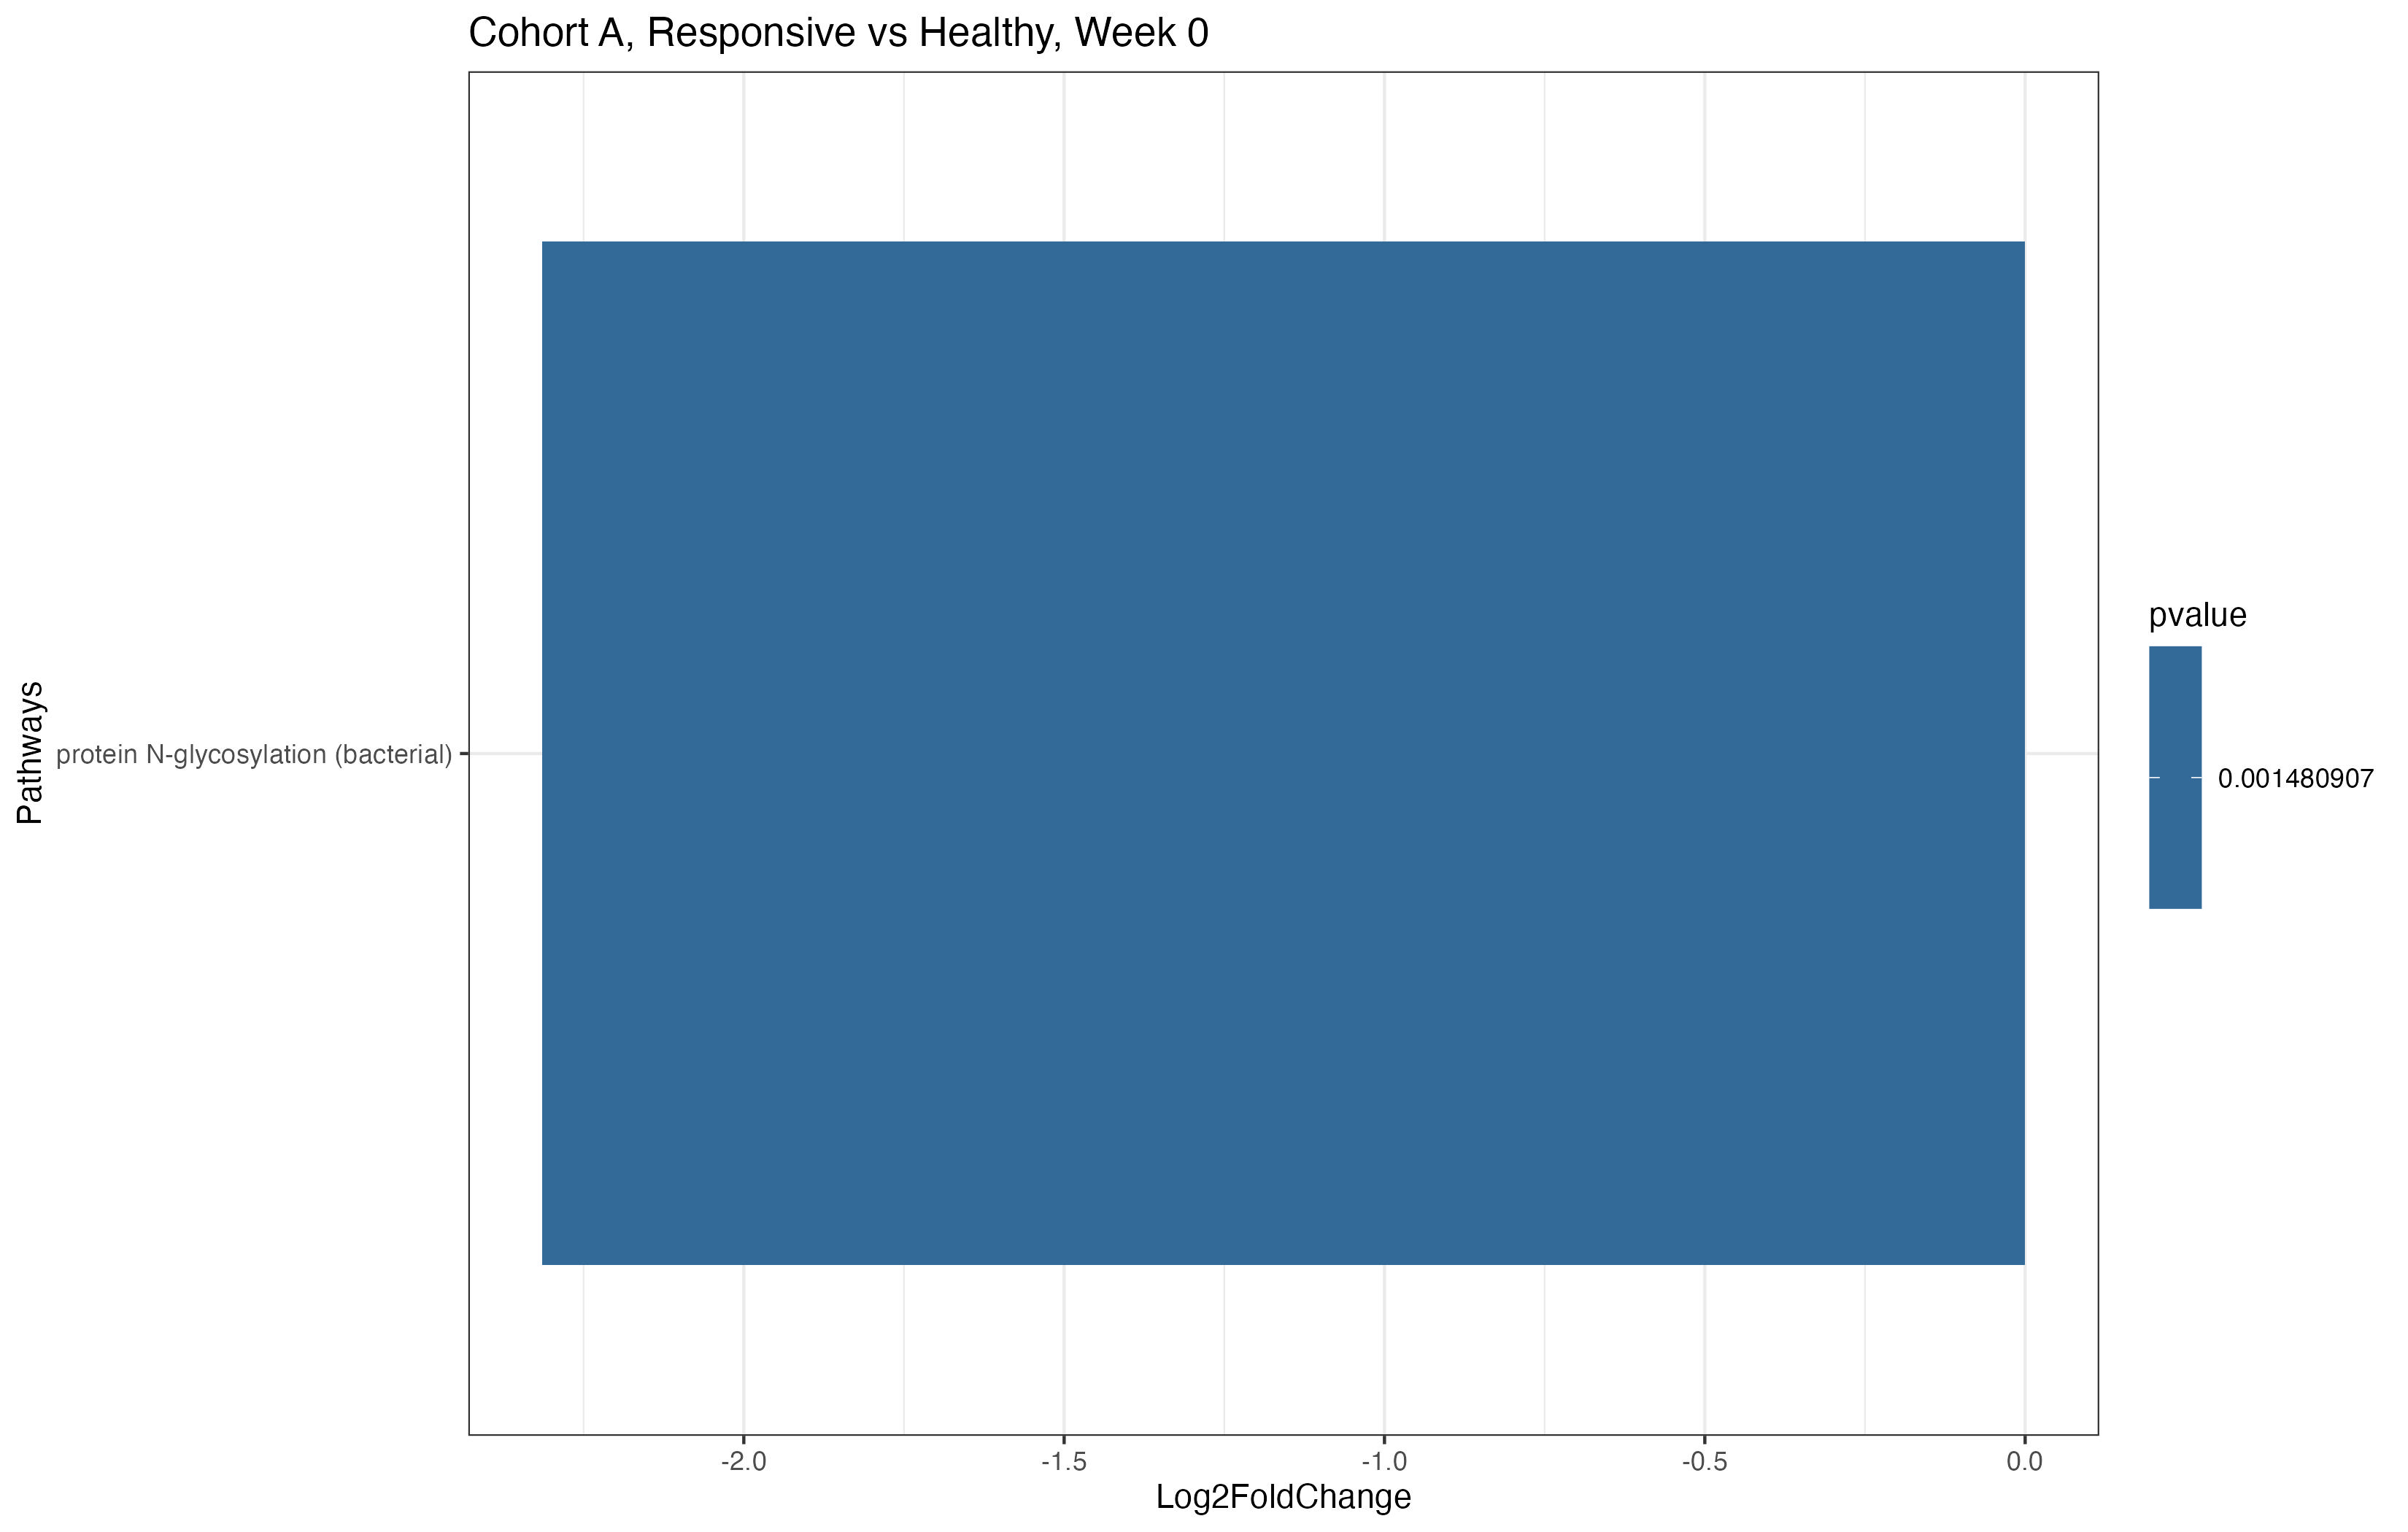 Cohort A, Responsive vs Healthy, Week 0
Pathways
protein N-glycosylation (bacterial)
-2.0
-1.5
-1.0
-0.5
0.0
Log2FoldChange
pvalue
0.001480907